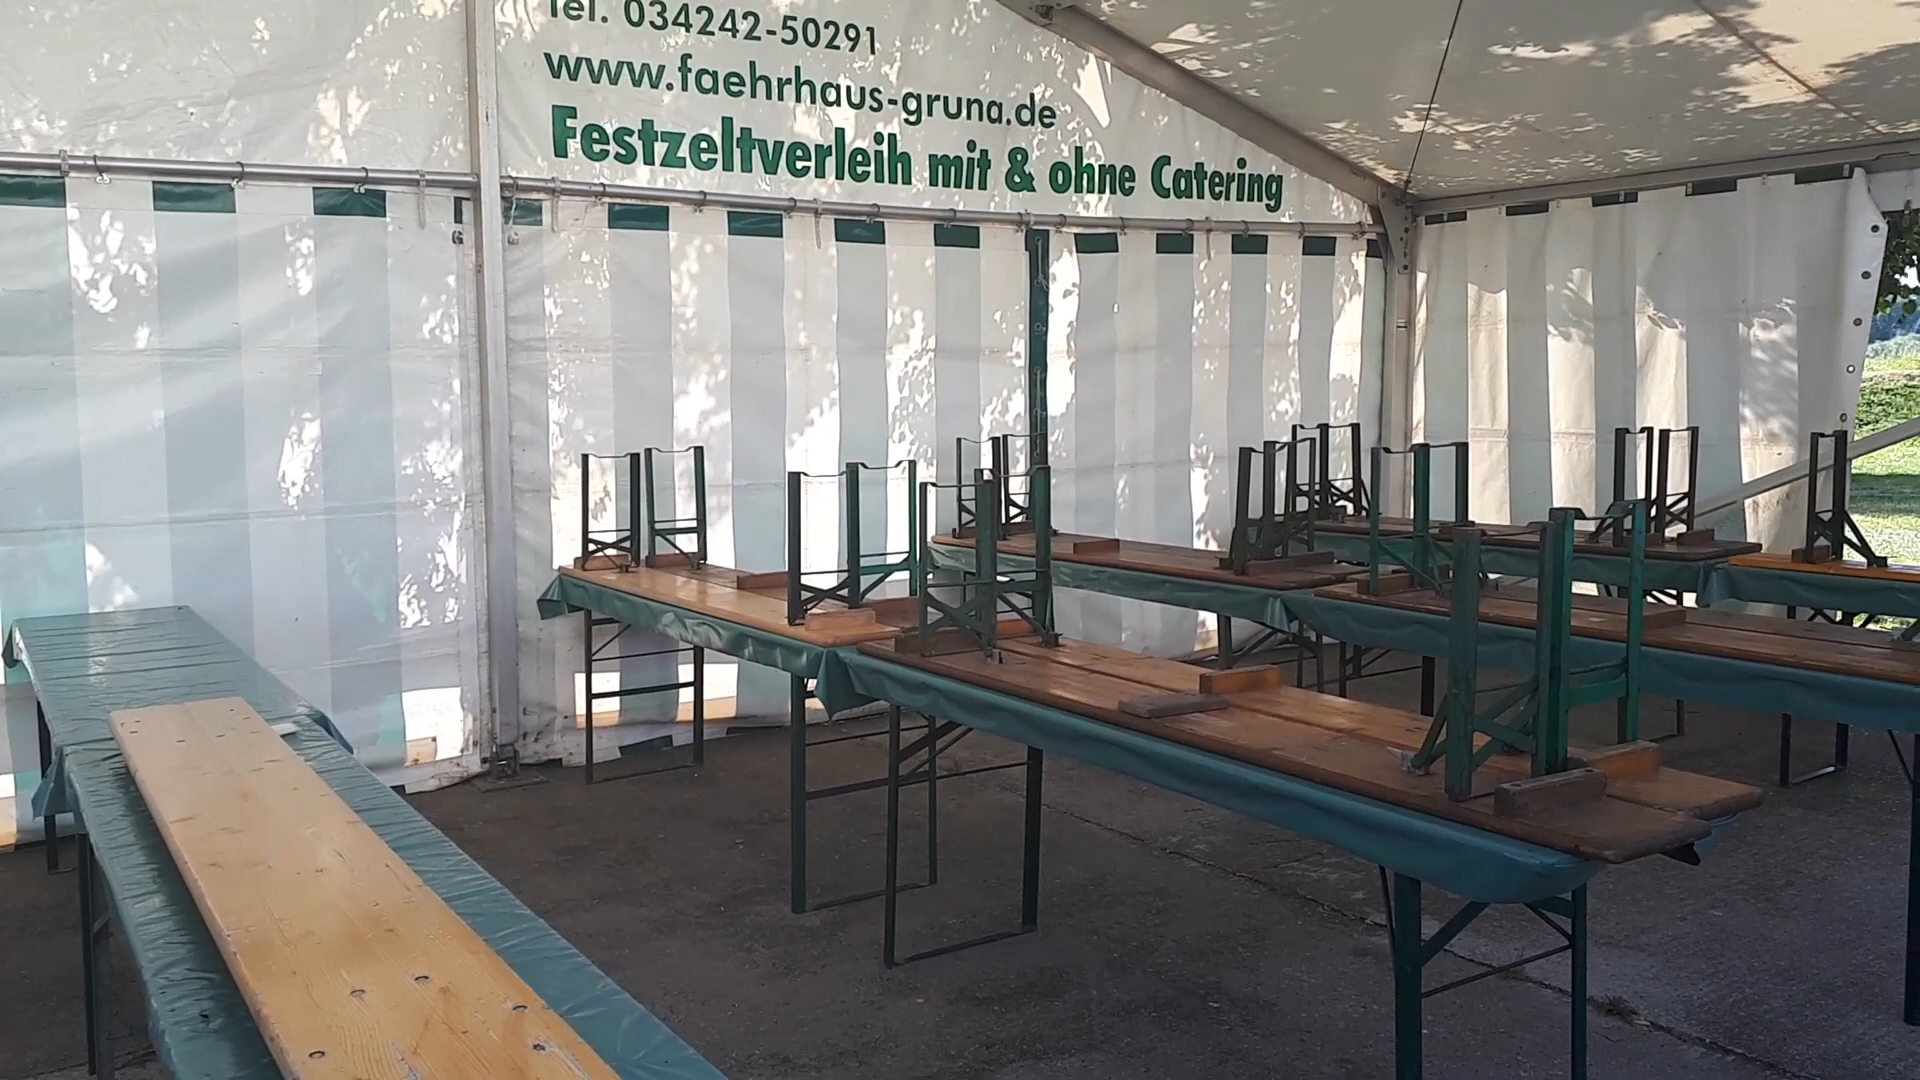 Tel. 034242-50291
www.faehrhaus-gruna.de
Festzeltverleih mit & ohne Catering